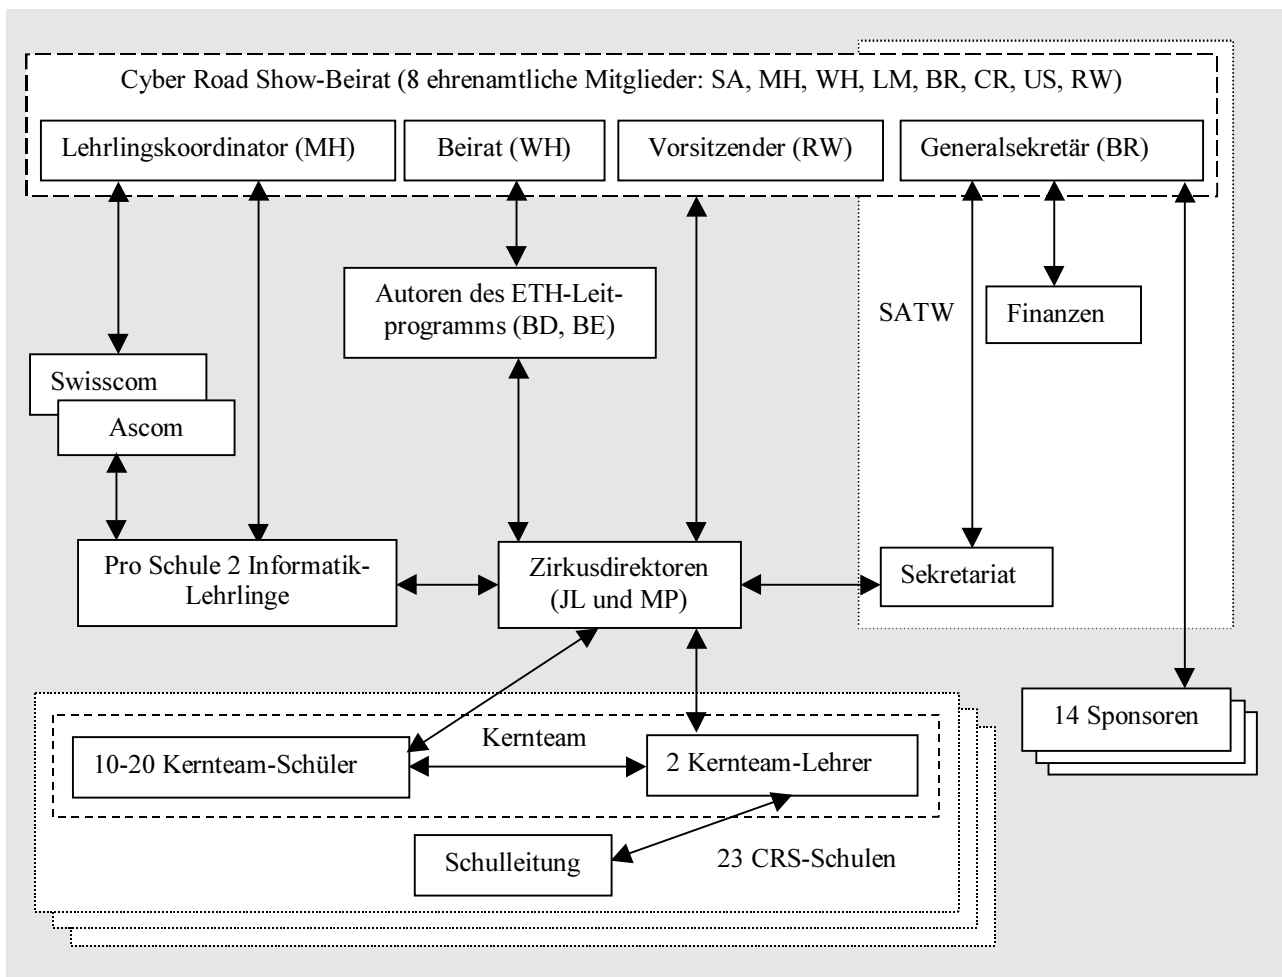 Cyber Road Show-Beirat (8 ehrenamtliche Mitglieder: SA, MH, WH, LM, BR, CR, US, RW)
Lehrlingskoordinator (MH)
Beirat (WH)
Vorsitzender (RW)
Generalsekretär (BR)
Autoren des ETH-Leit-
programms (BD, BE)
SATW
Finanzen
Swisscom
Ascom
Pro Schule 2 Informatik-
Lehrlinge
Zirkusdirektoren
(JL und MP)
Sekretariat
14 Sponsoren
Kernteam
10-20 Kernteam-Schüler
2 Kernteam-Lehrer
Schulleitung
23 CRS-Schulen